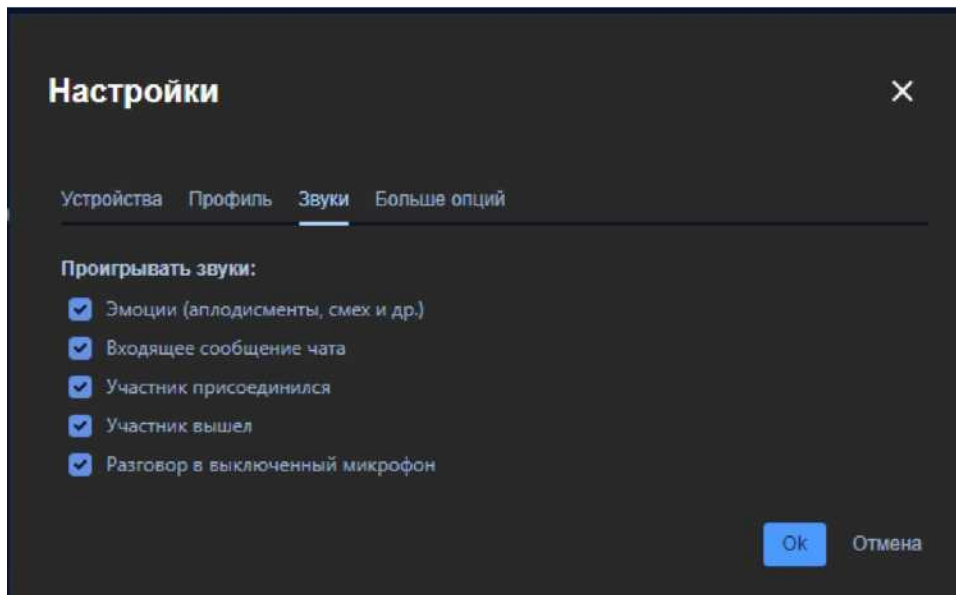 Настройки
Устройства Профиль Звуки Больше опций
Проигрывать звуки:
Эмоции (аплодисменты, смех и др.)
Входящее сообщение чата
Участник присоединился
Участник вышел
Разговор в выключенный микрофон
Ok Отмена